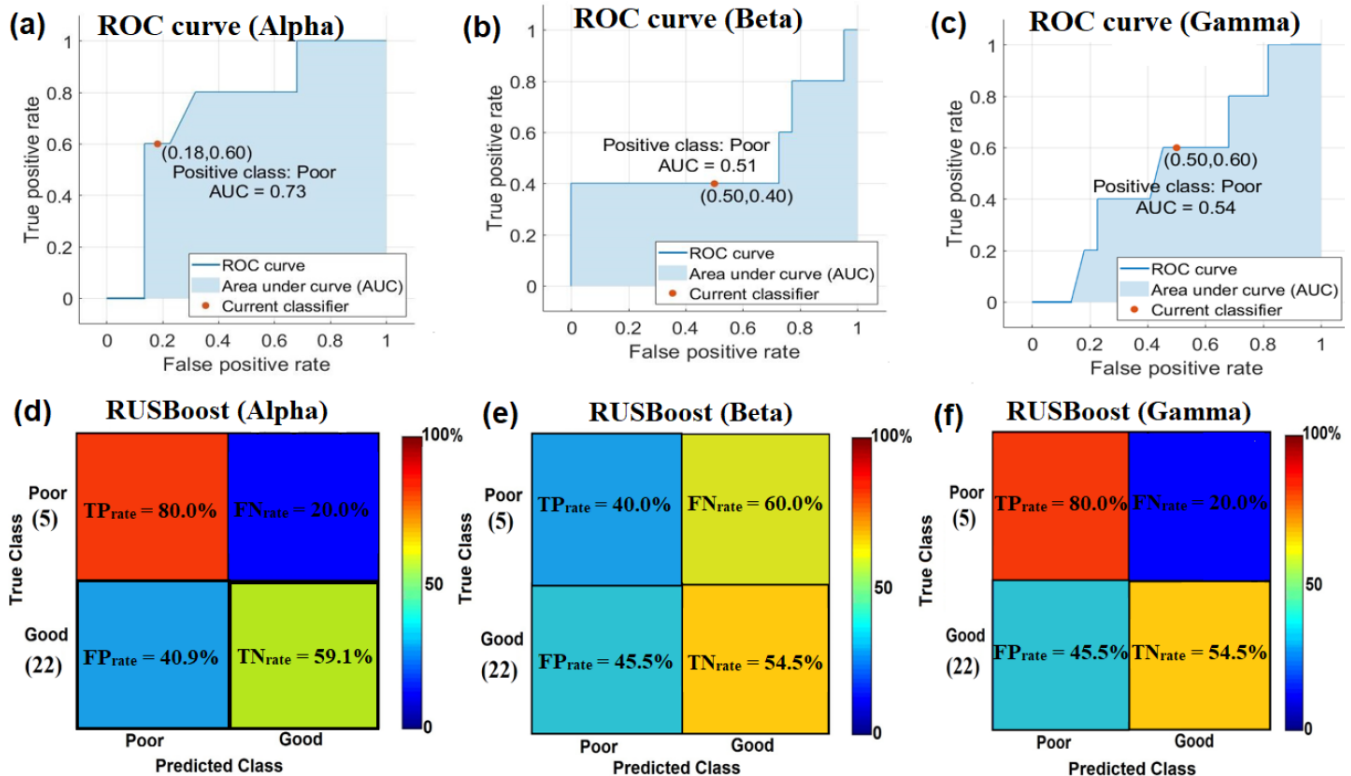 (a)
ROC curve (Alpha)
1
0.8
0.6
0.4
0.2
0
True positive rate
(0.18,0.60)
Positive class: Poor
AUC = 0.73
ROC curve
Area under curve (AUC)
Current classifier
0 0.2 0.4 0.6 0.8 1
False positive rate
(b)
ROC curve (Beta)
1
0.8
0.6
0.4
0.2
0
True positive rate
Positive class: Poor
AUC = 0.51
(0.50,0.40)
ROC curve
Area under curve (AUC)
Current classifier
0 0.2 0.4 0.6 0.8 1
False positive rate
(c)
ROC curve (Gamma)
1
0.8
0.6
0.4
0.2
0
True positive rate
(0.50,0.60)
Positive class: Poor
AUC = 0.54
ROC curve
Area under curve (AUC)
Current classifier
0 0.2 0.4 0.6 0.8 1
False positive rate
(d)
RUSBoost (Alpha)
100%
50
0
True Class
Poor
(5)
TPrate = 80.0% FNrate = 20.0%
Good
(22)
FPrate = 40.9% TNrate = 59.1%
Poor Good
Predicted Class
(e)
RUSBoost (Beta)
100%
50
0
True Class
Poor
(5)
TPrate = 40.0% FNrate = 60.0%
Good
(22)
FPrate = 45.5% TNrate = 54.5%
Poor Good
Predicted Class
(f)
RUSBoost (Gamma)
100%
50
0
True Class
Poor
(5)
TPrate = 80.0% FNrate = 20.0%
Good
(22)
FPrate = 45.5% TNrate = 54.5%
Poor Good
Predicted Class